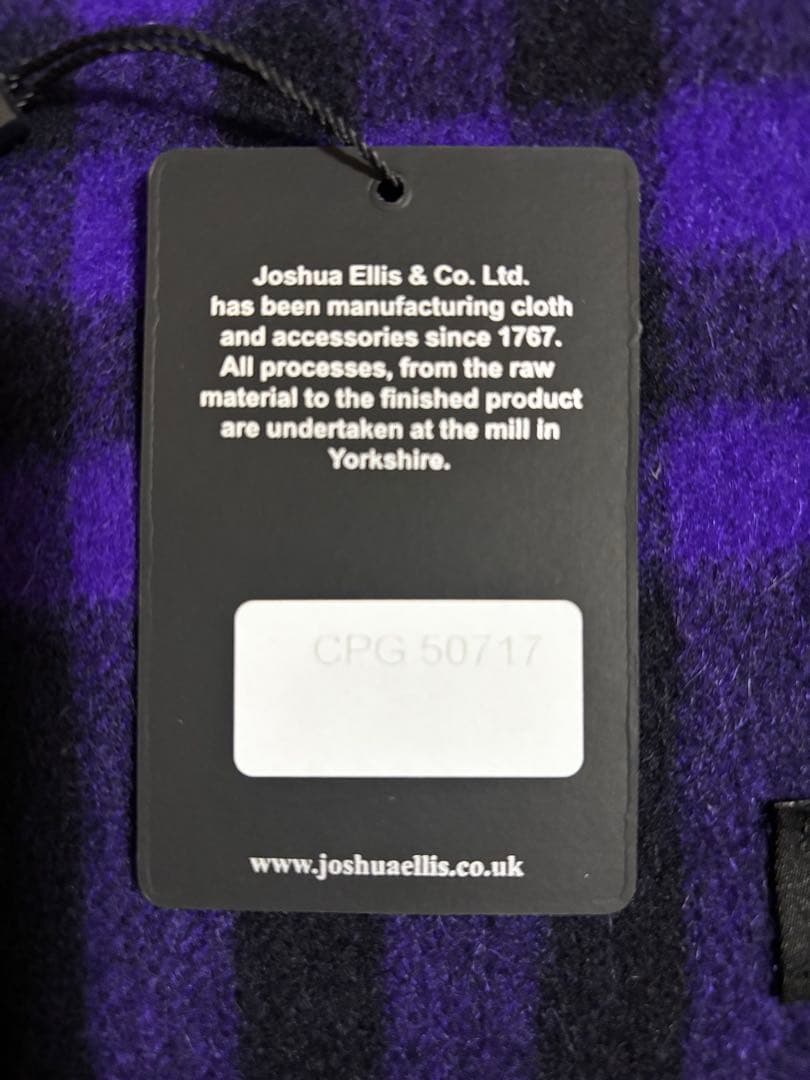 Joshua Ellis & Co. Ltd.
has been manufacturing cloth
and accessories since 1767.
All processes, from the raw
material to the finished product
are undertaken at the mill in
Yorkshire.
CPG 50717
www.joshuaellis.co.uk